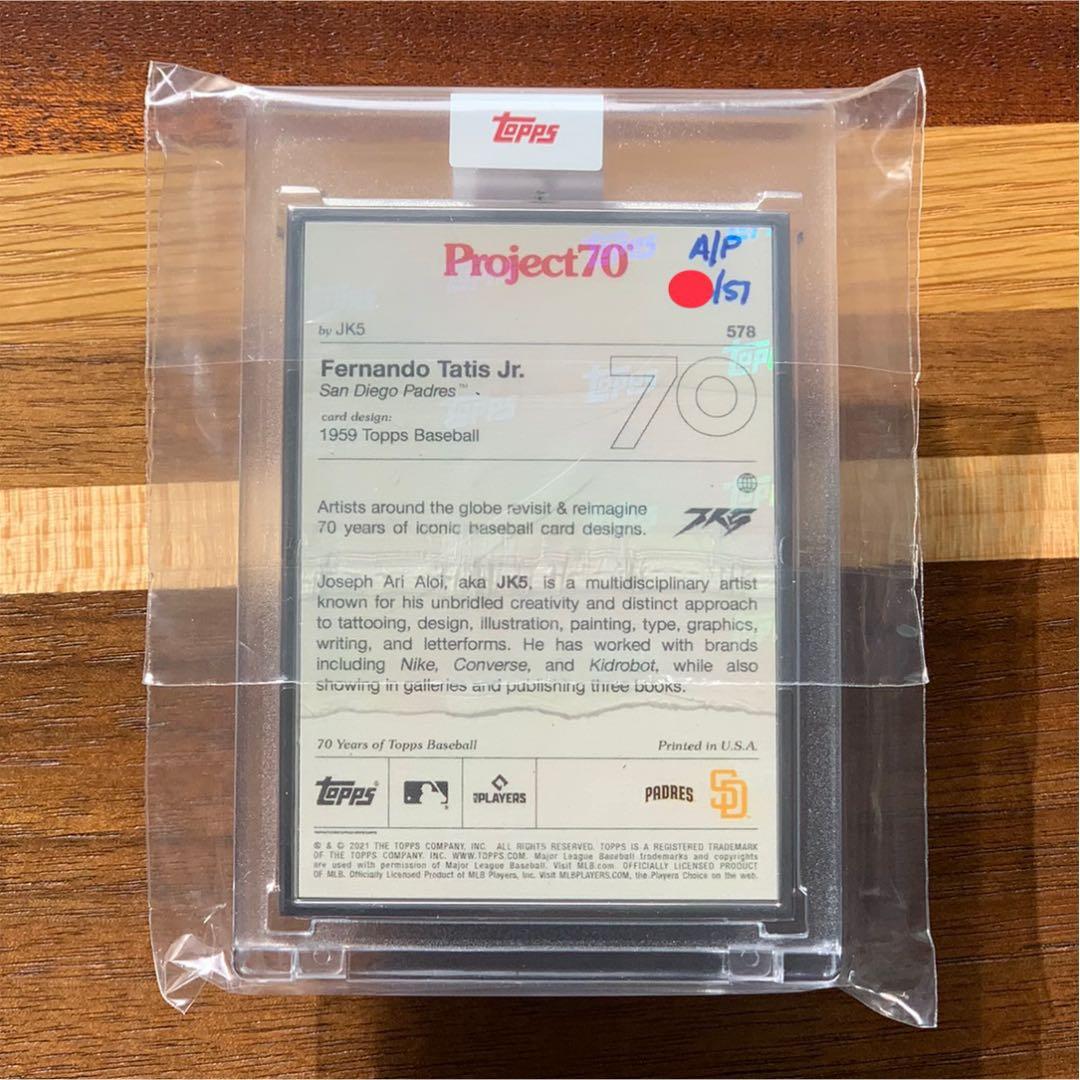 Topps
Project70®
A/P
/51
by JK5
578
Fernando Tatis Jr.
San Diego Padres™
70
card design:
1959 Topps Baseball
Artists around the globe revisit & reimagine
70 years of iconic baseball card designs.
JK5
Joseph Ari Aloi, aka JK5, is a multidisciplinary artist
known for his unbridled creativity and distinct approach
to tattooing, design, illustration, painting, type, graphics,
writing, and letterforms. He has worked with brands
including Nike, Converse, and Kidrobot, while also
showing in galleries and publishing three books.
70 Years of Topps Baseball
Printed in U.S.A.
Topps®
PLAYERS
PADRES
SD
® & © 2021 THE TOPPS COMPANY, INC. ALL RIGHTS RESERVED. TOPPS IS A REGISTERED TRADEMARK
OF THE TOPPS COMPANY, INC. WWW.TOPPS.COM. Major League Baseball trademarks and copyrights
are used with permission of Major League Baseball. Visit MLB.com. OFFICIALLY LICENSED PRODUCT
OF MLB. Officially Licensed Product of MLB Players, Inc. Visit MLBPLAYERS.COM, the Players Choice on the web.